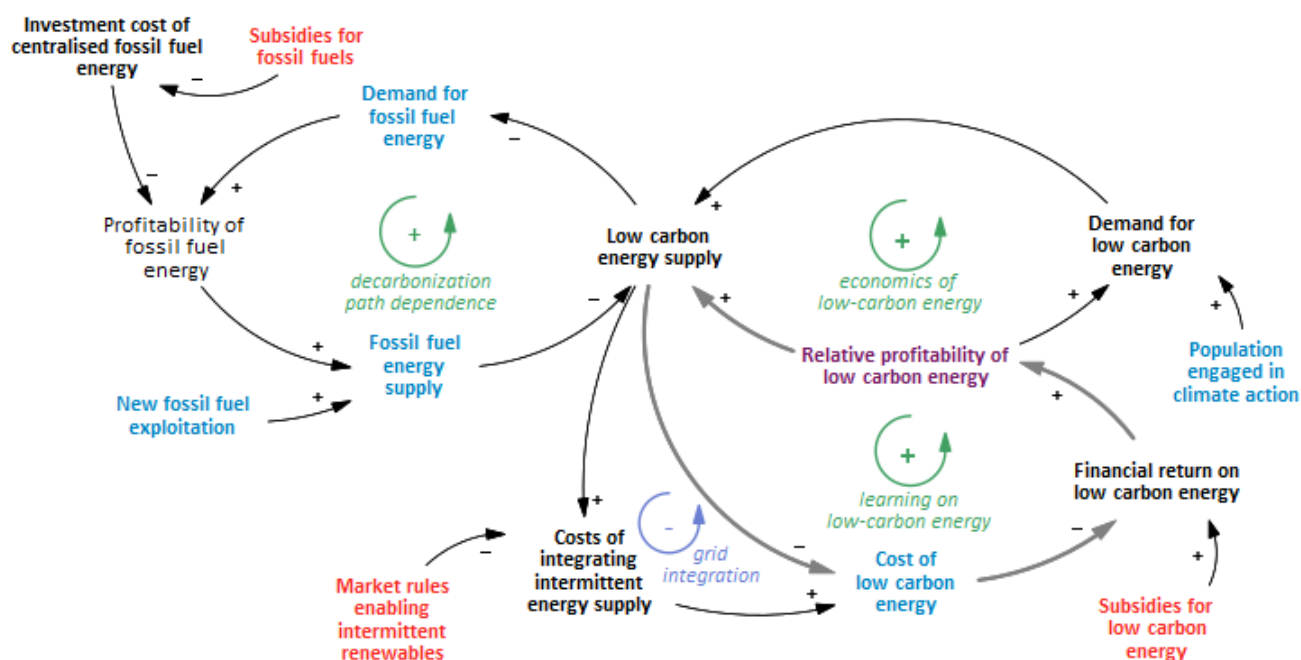 Investment cost of
centralised fossil fuel
energy
Subsidies for
fossil fuels
−
Demand for
fossil fuel
energy
−
−
+
Profitability of
fossil fuel
energy
+
decarbonization
path dependence
Low carbon
energy supply
+
+
economics of
low-carbon energy
Demand for
low carbon
energy
−
+
+
+
+
Fossil fuel
energy
supply
Relative profitability of
low carbon energy
Population
engaged in
climate action
New fossil fuel
exploitation
+
+
+
learning on
low-carbon energy
Financial return on
low carbon energy
+
-
grid
integration
Costs of
integrating
intermittent
energy supply
−
−
−
Cost of
low carbon
energy
+
+
Market rules
enabling
intermittent
renewables
Subsidies for
low carbon
energy